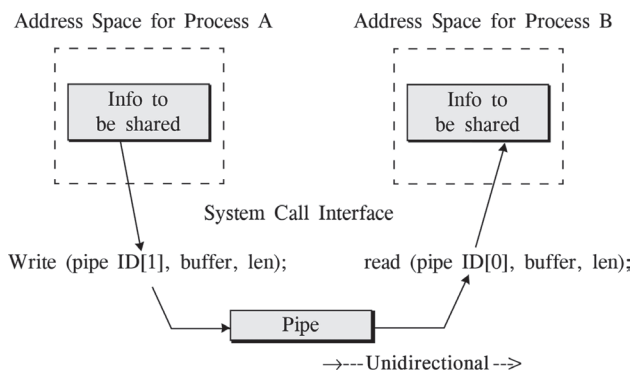 Address Space for Process A
Address Space for Process B
Info to
be shared
Info to
be shared
System Call Interface
Write (pipe ID[1], buffer, len);
read (pipe ID[0], buffer, len);
Pipe
Unidirectional